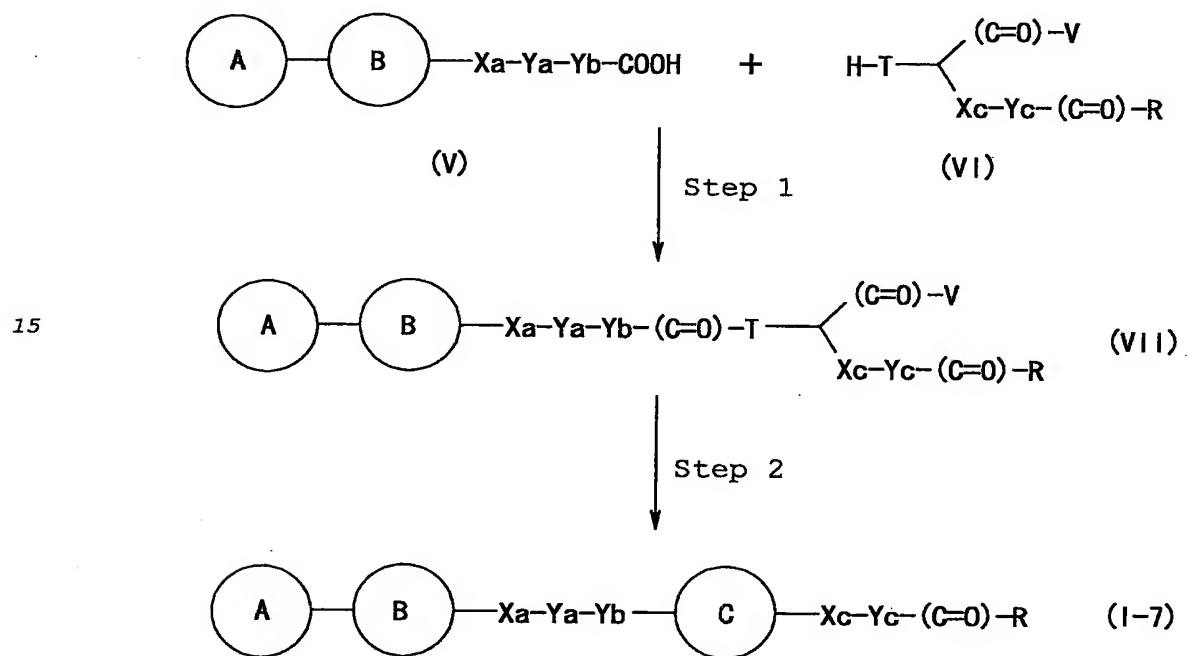 A B Xa-Ya-Yb-COOH + H-T (C=O)-V Xc-Yc-(C=O)-R
(V) (VI)
Step 1
15 A B Xa-Ya-Yb-(C=O)-T (C=O)-V Xc-Yc-(C=O)-R (VII)
Step 2
A B Xa-Ya-Yb C Xc-Yc-(C=O)-R (I-7)